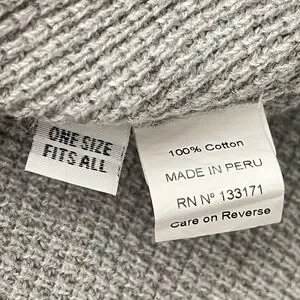 ONE SIZE
FITS ALL
100% Cotton
MADE IN PERU
RN Nº 133171
Care on Reverse